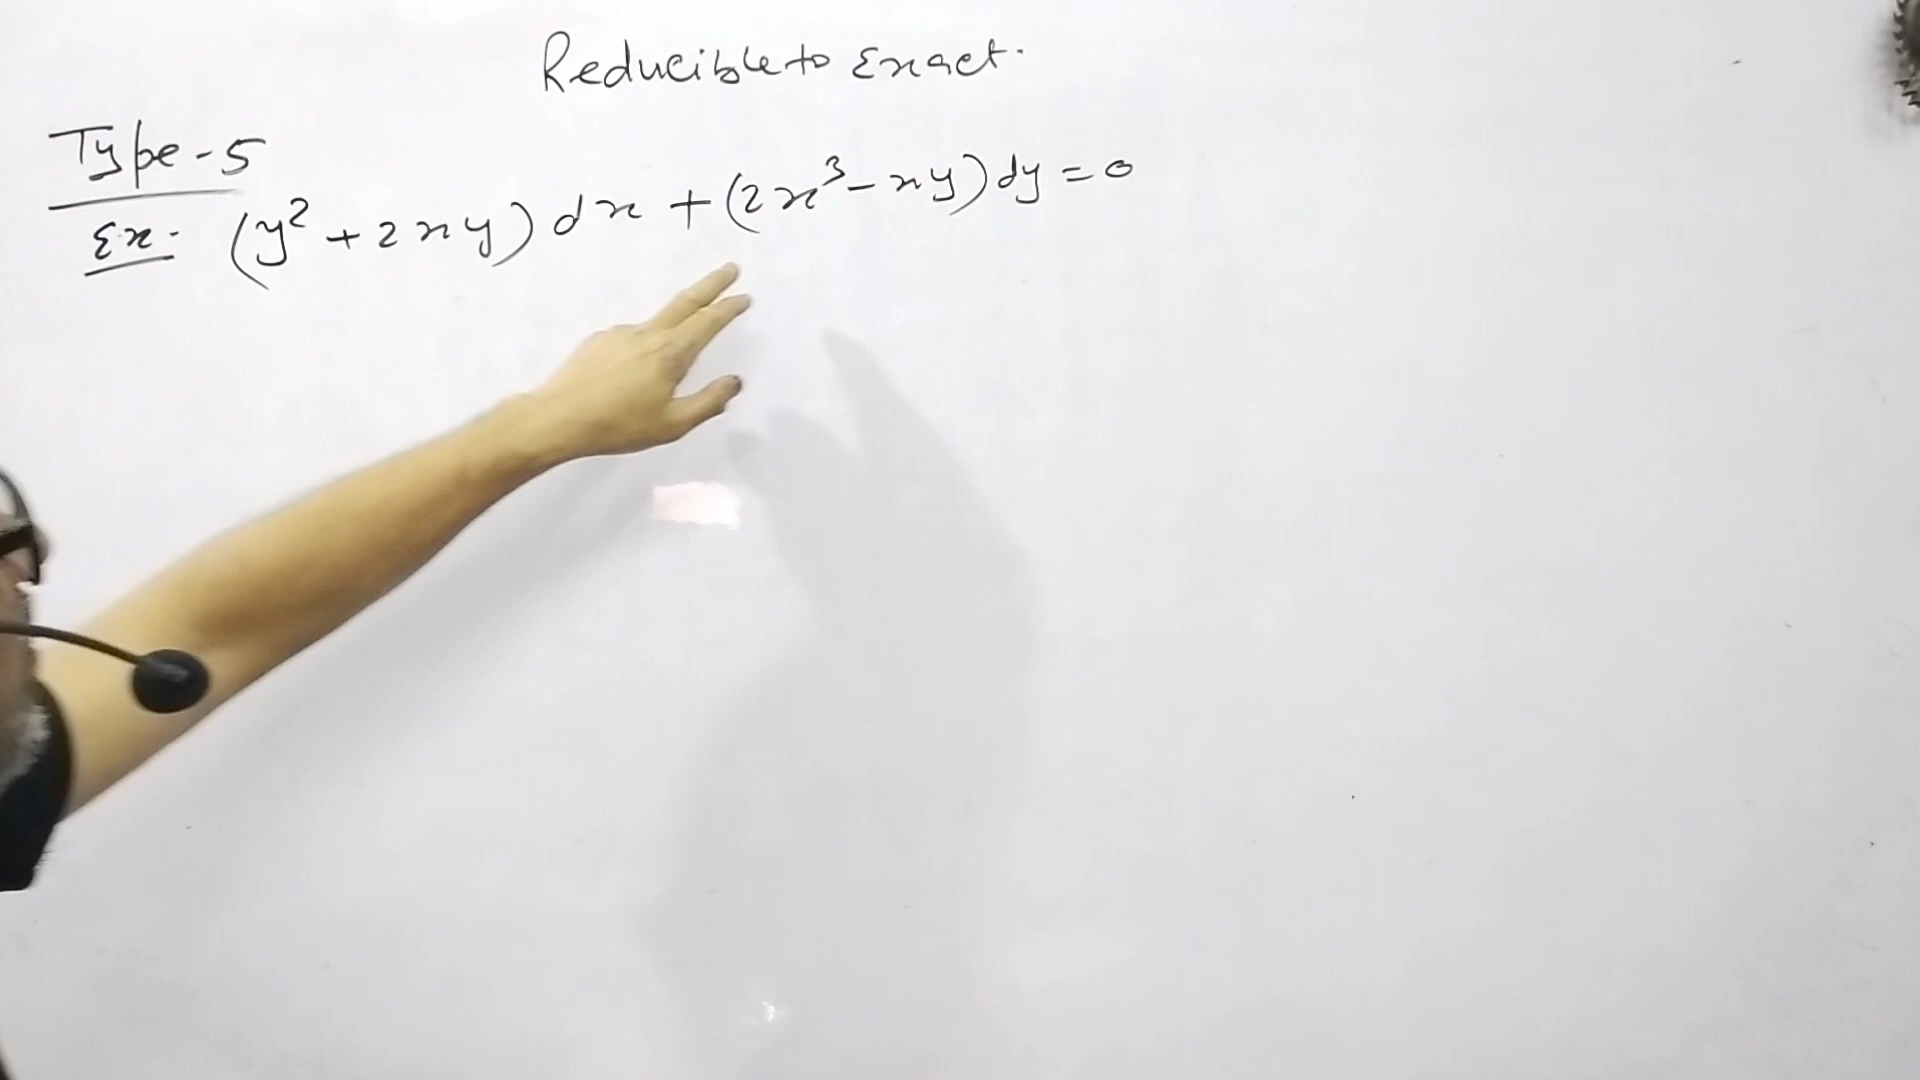 Reducible to Exact.
Type-5
Ex. (y² + 2xy) dx + (2x³ - xy) dy = 0